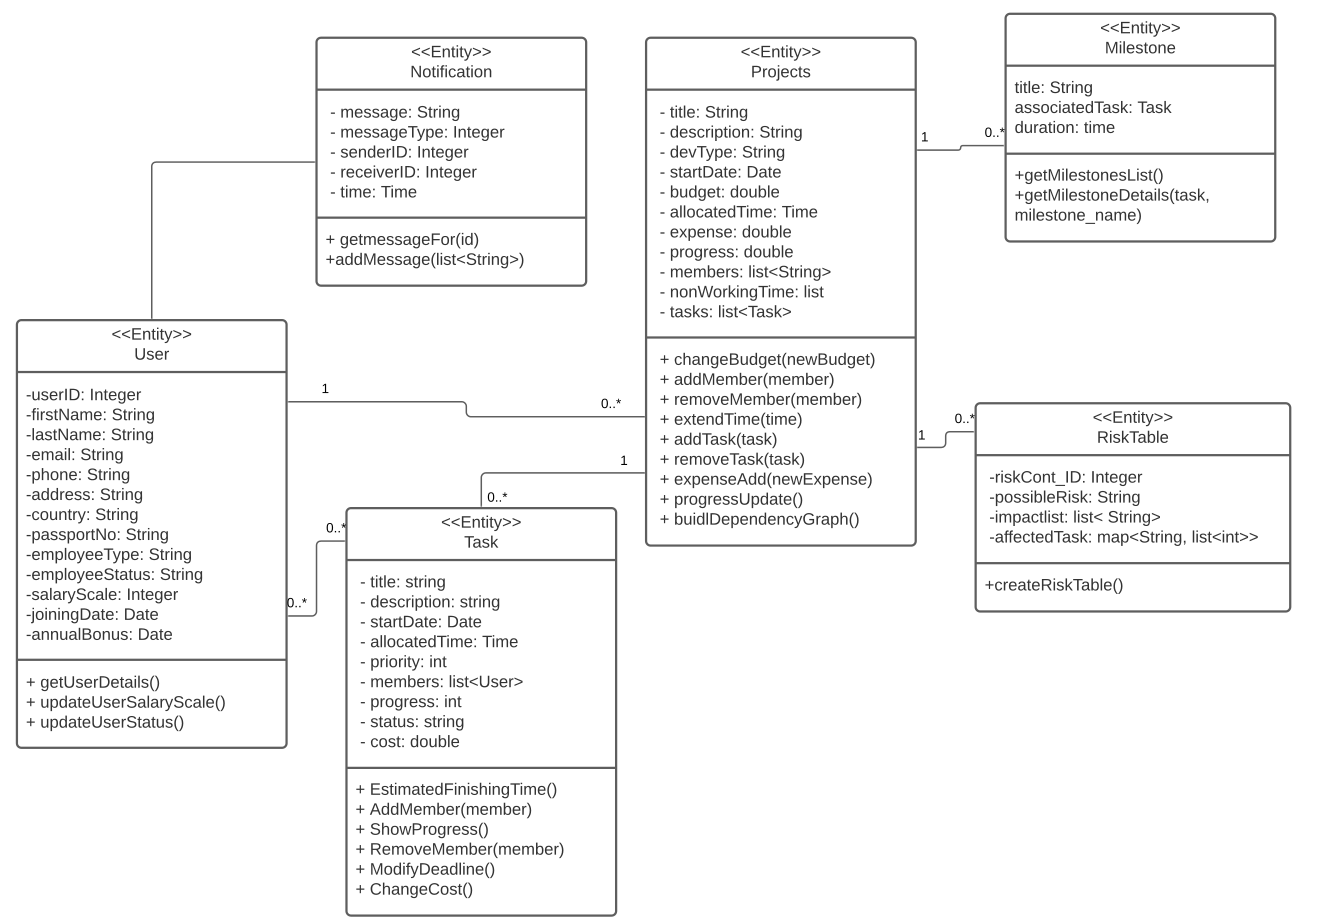 <<Entity>>
Notification
- message: String
- messageType: Integer
- senderID: Integer
- receiverID: Integer
- time: Time
+ getmessageFor(id)
+addMessage(list<String>)
<<Entity>>
Projects
- title: String
- description: String
- devType: String
- startDate: Date
- budget: double
- allocatedTime: Time
- expense: double
- progress: double
- members: list<String>
- nonWorkingTime: list
- tasks: list<Task>
+ changeBudget(newBudget)
+ addMember(member)
+ removeMember(member)
+ extendTime(time)
+ addTask(task)
+ removeTask(task)
+ expenseAdd(newExpense)
+ progressUpdate()
+ buidlDependencyGraph()
1
0..*
<<Entity>>
Milestone
title: String
associatedTask: Task
duration: time
+getMilestonesList()
+getMilestoneDetails(task,
milestone_name)
<<Entity>>
User
-userID: Integer
-firstName: String
-lastName: String
-email: String
-phone: String
-address: String
-country: String
-passportNo: String
-employeeType: String
-employeeStatus: String
-salaryScale: Integer
-joiningDate: Date
-annualBonus: Date
+ getUserDetails()
+ updateUserSalaryScale()
+ updateUserStatus()
1
0..*
1
0..*
0..*
0..*
<<Entity>>
Task
- title: string
- description: string
- startDate: Date
- allocatedTime: Time
- priority: int
- members: list<User>
- progress: int
- status: string
- cost: double
+ EstimatedFinishingTime()
+ AddMember(member)
+ ShowProgress()
+ RemoveMember(member)
+ ModifyDeadline()
+ ChangeCost()
1
0..*
<<Entity>>
RiskTable
-riskCont_ID: Integer
-possibleRisk: String
-impactlist: list< String>
-affectedTask: map<String, list<int>>
+createRiskTable()